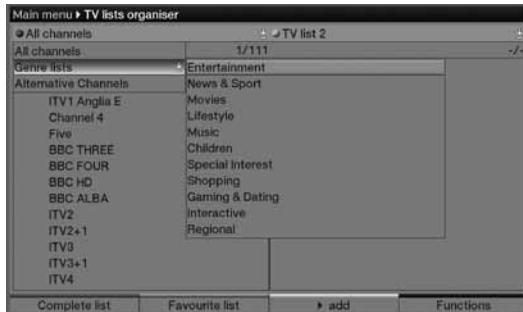 Main menu ▸ TV lists organiser
All channels
TV list 2
All channels 1/111 -/-
Genre lists
Alternative Channels
ITV1 Anglia E
Channel 4
Five
BBC THREE
BBC FOUR
BBC HD
BBC ALBA
ITV2
ITV2+1
ITV3
ITV3+1
ITV4
Entertainment
News & Sport
Movies
Lifestyle
Music
Children
Special Interest
Shopping
Gaming & Dating
Interactive
Regional
Complete list
Favourite list
▸ add
Functions